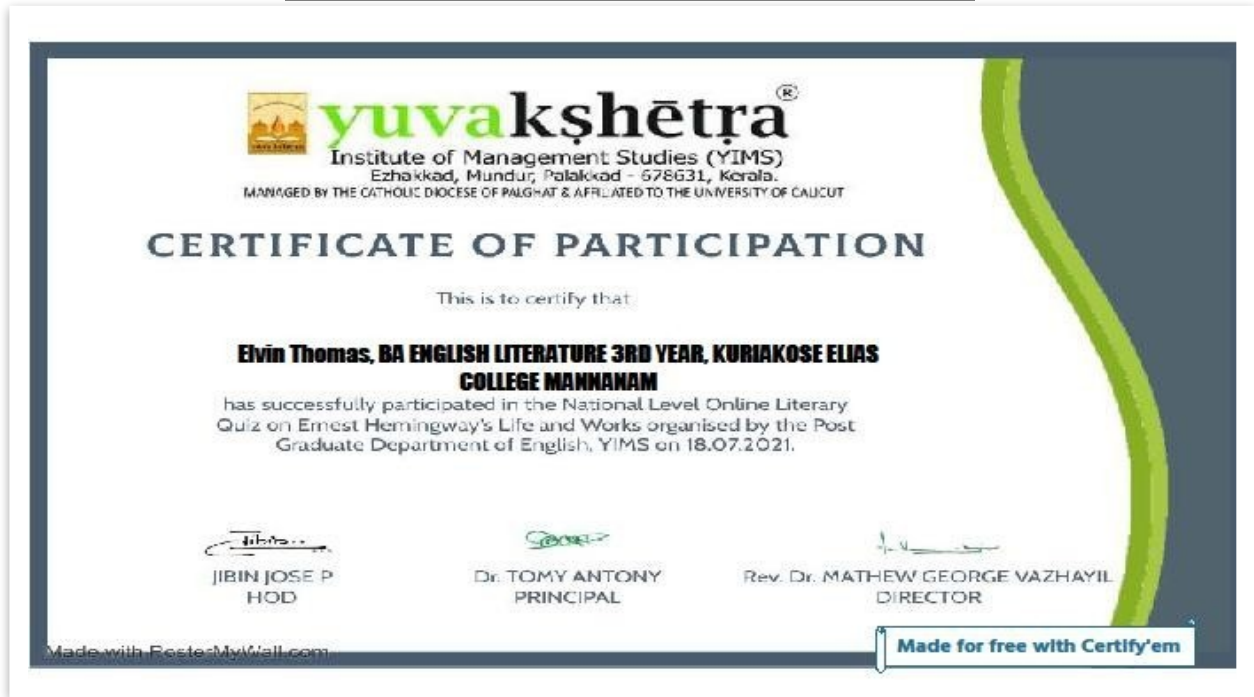 yuvakṣhētṛa®
Institute of Management Studies (YIMS)
Ezhakkad, Mundur, Palakkad - 678631, Kerala.
MANAGED BY THE CATHOLIC DIOCESE OF PALGHAT & AFFILIATED TO THE UNIVERSITY OF CALICUT
CERTIFICATE OF PARTICIPATION
This is to certify that
Elvin Thomas, BA ENGLISH LITERATURE 3RD YEAR, KURIAKOSE ELIAS
COLLEGE MANNANAM
has successfully participated in the National Level Online Literary
Quiz on Ernest Hemingway's Life and Works organised by the Post
Graduate Department of English, YIMS on 18.07.2021.
Jibin
JIBIN JOSE P
HOD
Dr. TOMY ANTONY
PRINCIPAL
Rev. Dr. MATHEW GEORGE VAZHAYIL
DIRECTOR
Made with PosterMyWall.com
Made for free with Certify'em